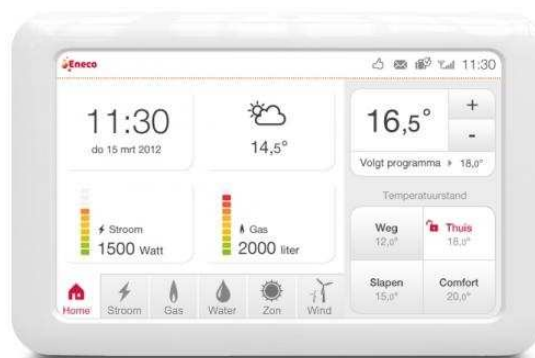 Eneco
11:30
11:30
do 15 mrt 2012
14,5°
16,5°
+
-
Volgt programma 18,0°
Temperatuurstand
Stroom
1500 Watt
Gas
2000 liter
Weg
12,0°
Thuis
18,0°
Slapen
15,0°
Comfort
20,0°
Home
Stroom
Gas
Water
Zon
Wind